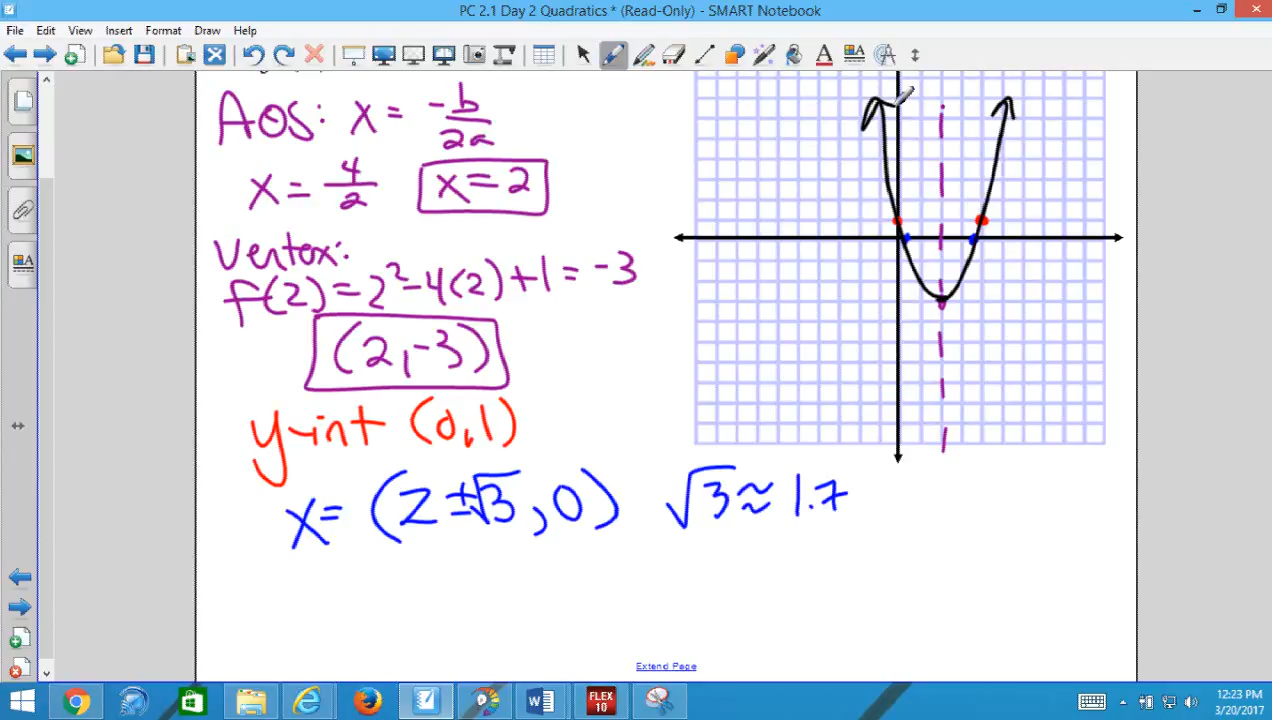 PC 2.1 Day 2 Quadratics * (Read-Only) - SMART Notebook
File Edit View Insert Format Draw Help
AOS: x = -b/2a
x = 4/2 x = 2
Vertex:
f(2) = 2² - 4(2) + 1 = -3
(2, -3)
y-int (0,1)
x = (2 ± √3, 0) √3 ≈ 1.7
Extend Page
FLEX
10
12:23 PM
3/20/2017